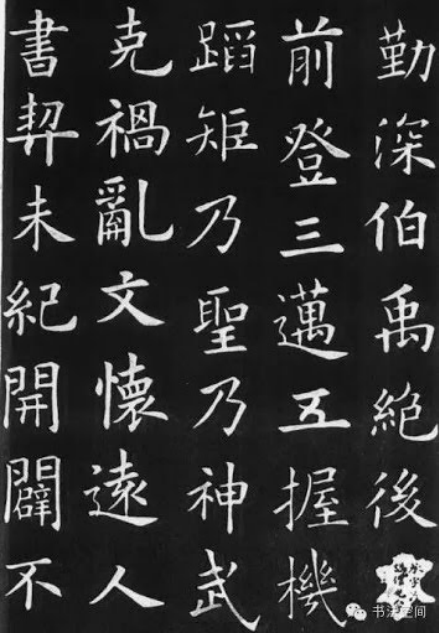 勤深伯禹絶後
前登三邁五握機
蹈矩乃聖乃神武
克禍亂文懷遠人
書契未紀開闢不
书法空间